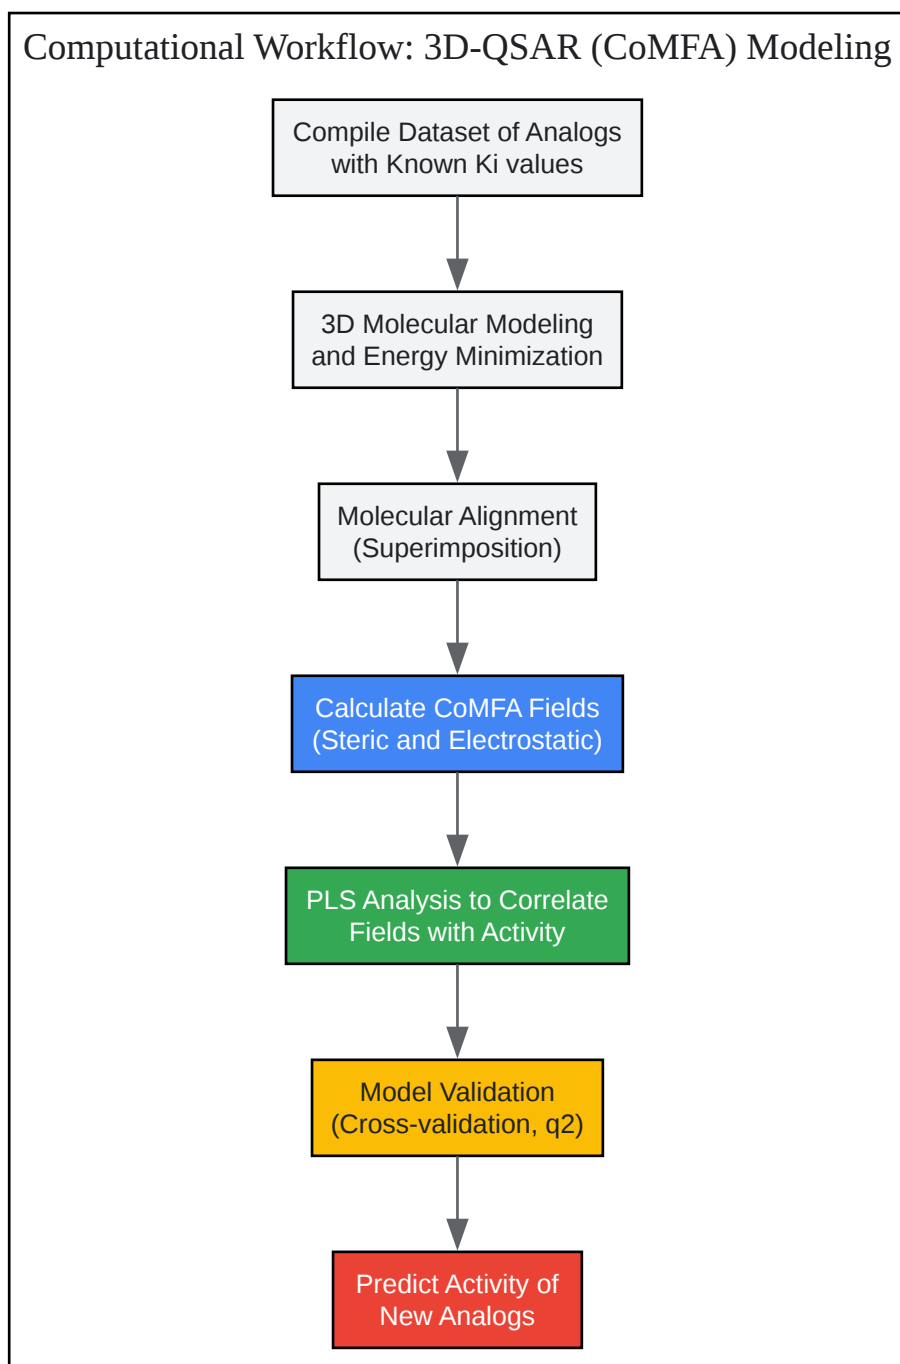 Computational Workflow: 3D-QSAR (CoMFA) Modeling
Compile Dataset of Analogs
with Known Ki values
3D Molecular Modeling
and Energy Minimization
Molecular Alignment
(Superimposition)
Calculate CoMFA Fields
(Steric and Electrostatic)
PLS Analysis to Correlate
Fields with Activity
Model Validation
(Cross-validation, q2)
Predict Activity of
New Analogs